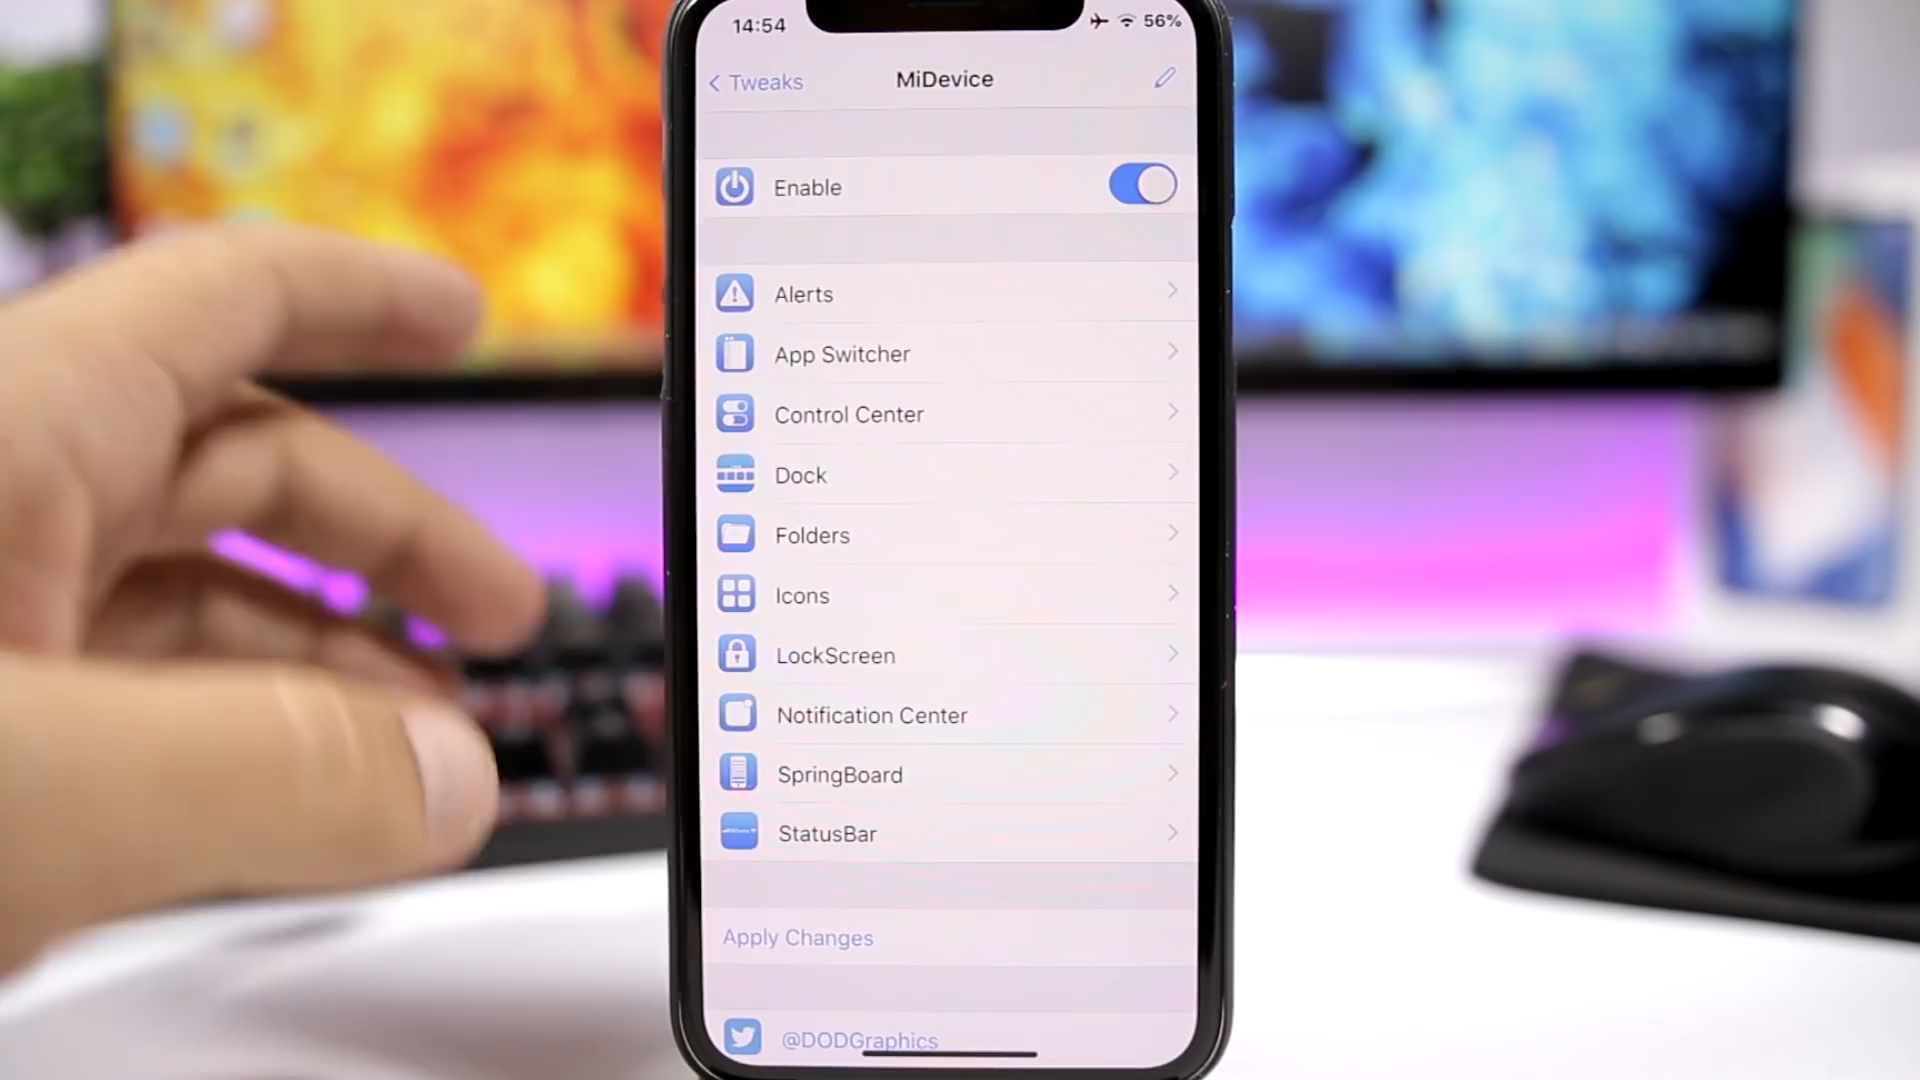 14:54
56%
Tweaks
MiDevice
Enable
Alerts
App Switcher
Control Center
Dock
Folders
Icons
LockScreen
Notification Center
SpringBoard
StatusBar
Apply Changes
@DODGraphics